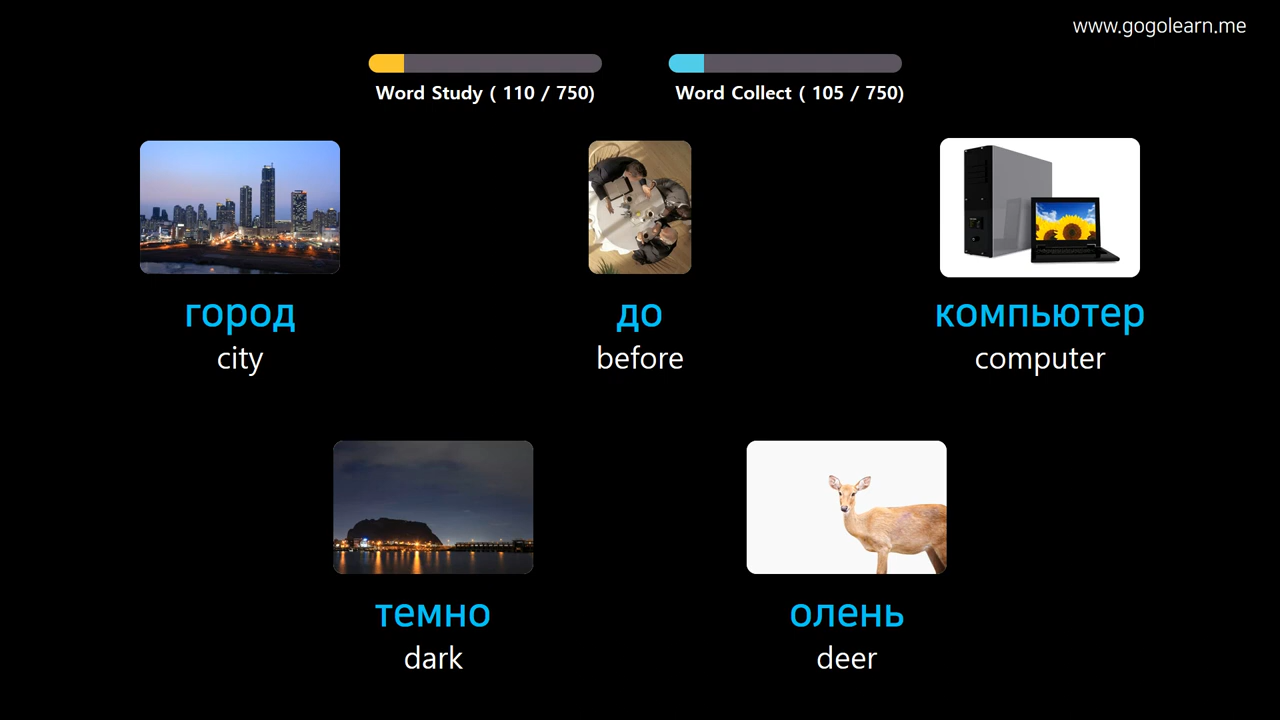 www.gogolearn.me
Word Study ( 110 / 750)
Word Collect ( 105 / 750)
город
city
до
before
компьютер
computer
темно
dark
олень
deer